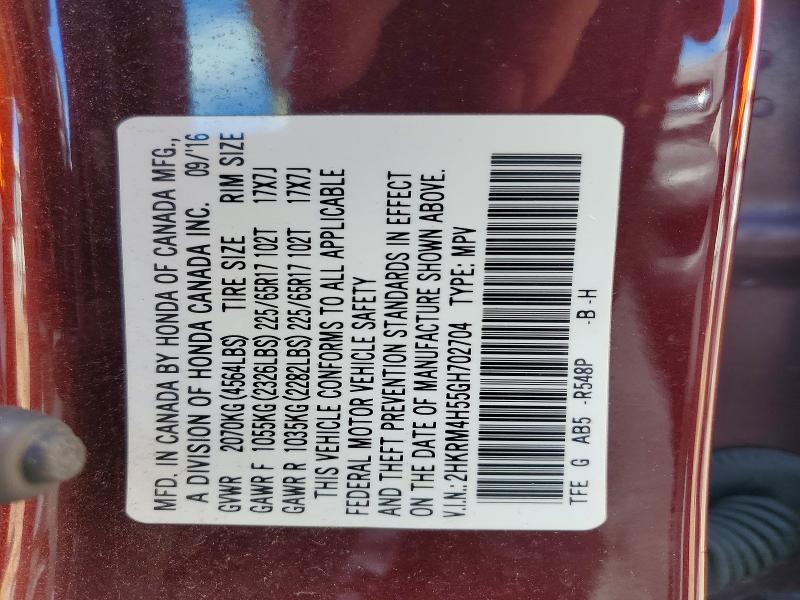 MFD. IN CANADA BY HONDA OF CANADA MFG.,
A DIVISION OF HONDA CANADA INC. 09/'16
GVWR 2070KG(4564LBS) TIRE SIZE RIM SIZE
GAWR F 1055KG(2326LBS) 225/65R17 102T 17X7J
GAWR R 1035KG(2282LBS) 225/65R17 102T 17X7J
THIS VEHICLE CONFORMS TO ALL APPLICABLE
FEDERAL MOTOR VEHICLE SAFETY
AND THEFT PREVENTION STANDARDS IN EFFECT
ON THE DATE OF MANUFACTURE SHOWN ABOVE.
V.I.N.: 2HKRM4H55GH702704 TYPE: MPV
TFE G AB5 -R548P -B -H